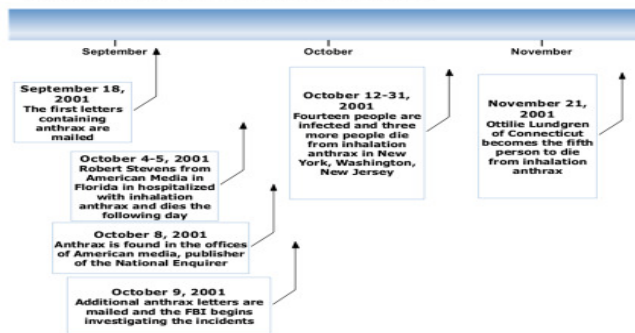 September
October
November
September 18,
2001
The first letters
containing
anthrax are
mailed
October 4-5, 2001
Robert Stevens from
American Media in
Florida in hospitalized
with inhalation
anthrax and dies the
following day
October 8, 2001
Anthrax is found in the offices
of American media, publisher
of the National Enquirer
October 9, 2001
Additional anthrax letters are
mailed and the FBI begins
investigating the incidents
October 12-31,
2001
Fourteen people are
infected and three
more people die
from inhalation
anthrax in New
York, Washington,
New Jersey
November 21,
2001
Ottilie Lundgren
of Connecticut
becomes the fifth
person to die
from inhalation
anthrax